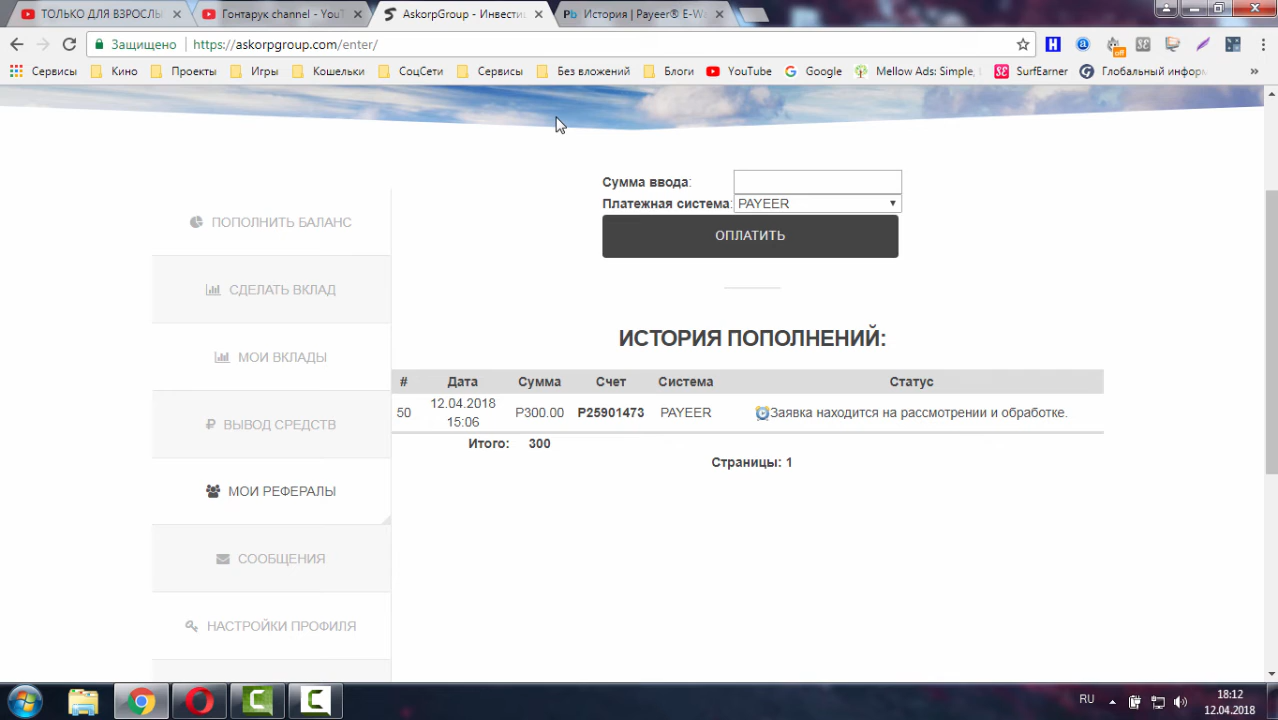 ТОЛЬКО ДЛЯ ВЗРОСЛЫ
Гонтарук channel - YouT
AskorpGroup - Инвести
История | Payeer® E-W
Защищено
https://askorpgroup.com/enter/
Сервисы
Кино
Проекты
Игры
Кошельки
СоцСети
Сервисы
Без вложений
Блоги
YouTube
Google
Mellow Ads: Simple,
SurfEarner
Глобальный информ
»
Сумма ввода:
Платежная система: PAYEER
ОПЛАТИТЬ
ПОПОЛНИТЬ БАЛАНС
СДЕЛАТЬ ВКЛАД
МОИ ВКЛАДЫ
ВЫВОД СРЕДСТВ
МОИ РЕФЕРАЛЫ
СООБЩЕНИЯ
НАСТРОЙКИ ПРОФИЛЯ
ИСТОРИЯ ПОПОЛНЕНИЙ:
# Дата Сумма Счет Система Статус
50 12.04.2018 15:06 Р300.00 P25901473 PAYEER Заявка находится на рассмотрении и обработке.
Итого: 300
Страницы: 1
RU
18:12
12.04.2018